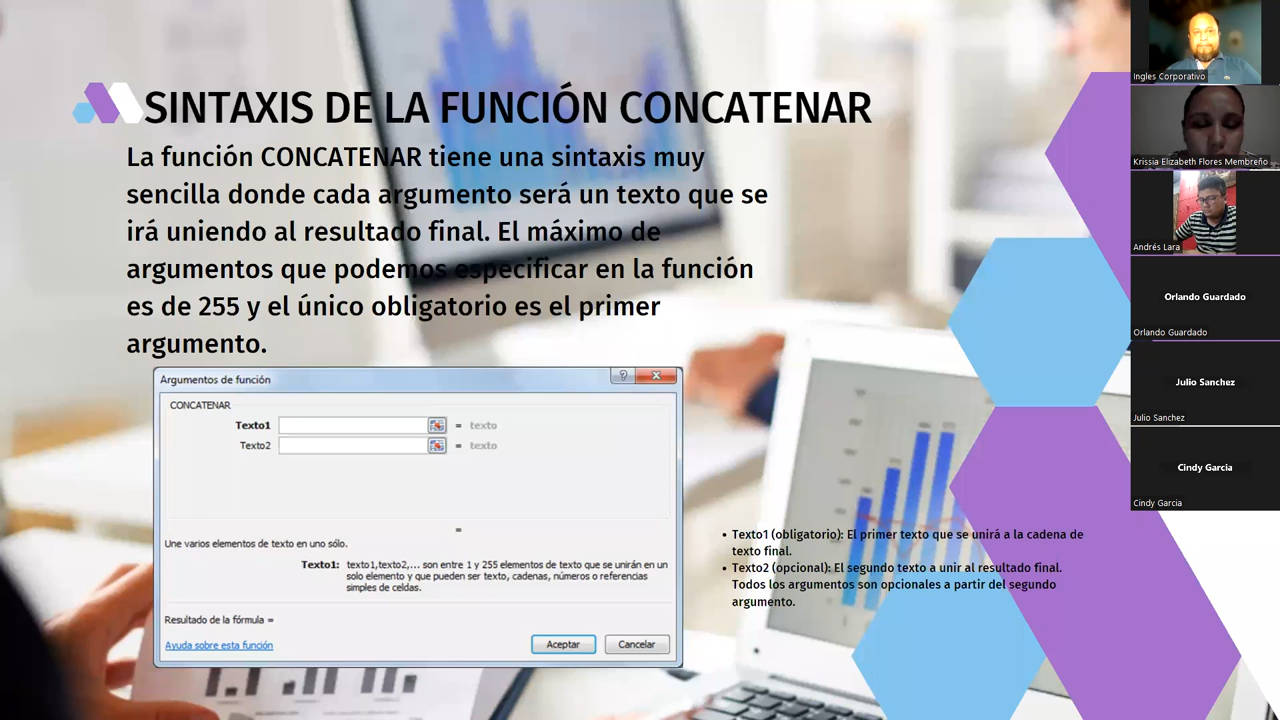 SINTAXIS DE LA FUNCIÓN CONCATENAR
La función CONCATENAR tiene una sintaxis muy
sencilla donde cada argumento será un texto que se
irá uniendo al resultado final. El máximo de
argumentos que podemos especificar en la función
es de 255 y el único obligatorio es el primer
argumento.
Argumentos de función
CONCATENAR
Texto1 = texto
Texto2 = texto
=
Une varios elementos de texto en uno sólo.
Texto1: texto1,texto2,... son entre 1 y 255 elementos de texto que se unirán en un
solo elemento y que pueden ser texto, cadenas, números o referencias
simples de celdas.
Resultado de la fórmula =
Ayuda sobre esta función
Aceptar
Cancelar
• Texto1 (obligatorio): El primer texto que se unirá a la cadena de
texto final.
• Texto2 (opcional): El segundo texto a unir al resultado final.
Todos los argumentos son opcionales a partir del segundo
argumento.
Ingles Corporativo
Krissia Elizabeth Flores Membreño
Andrés Lara
Orlando Guardado
Orlando Guardado
Julio Sanchez
Julio Sanchez
Cindy Garcia
Cindy Garcia